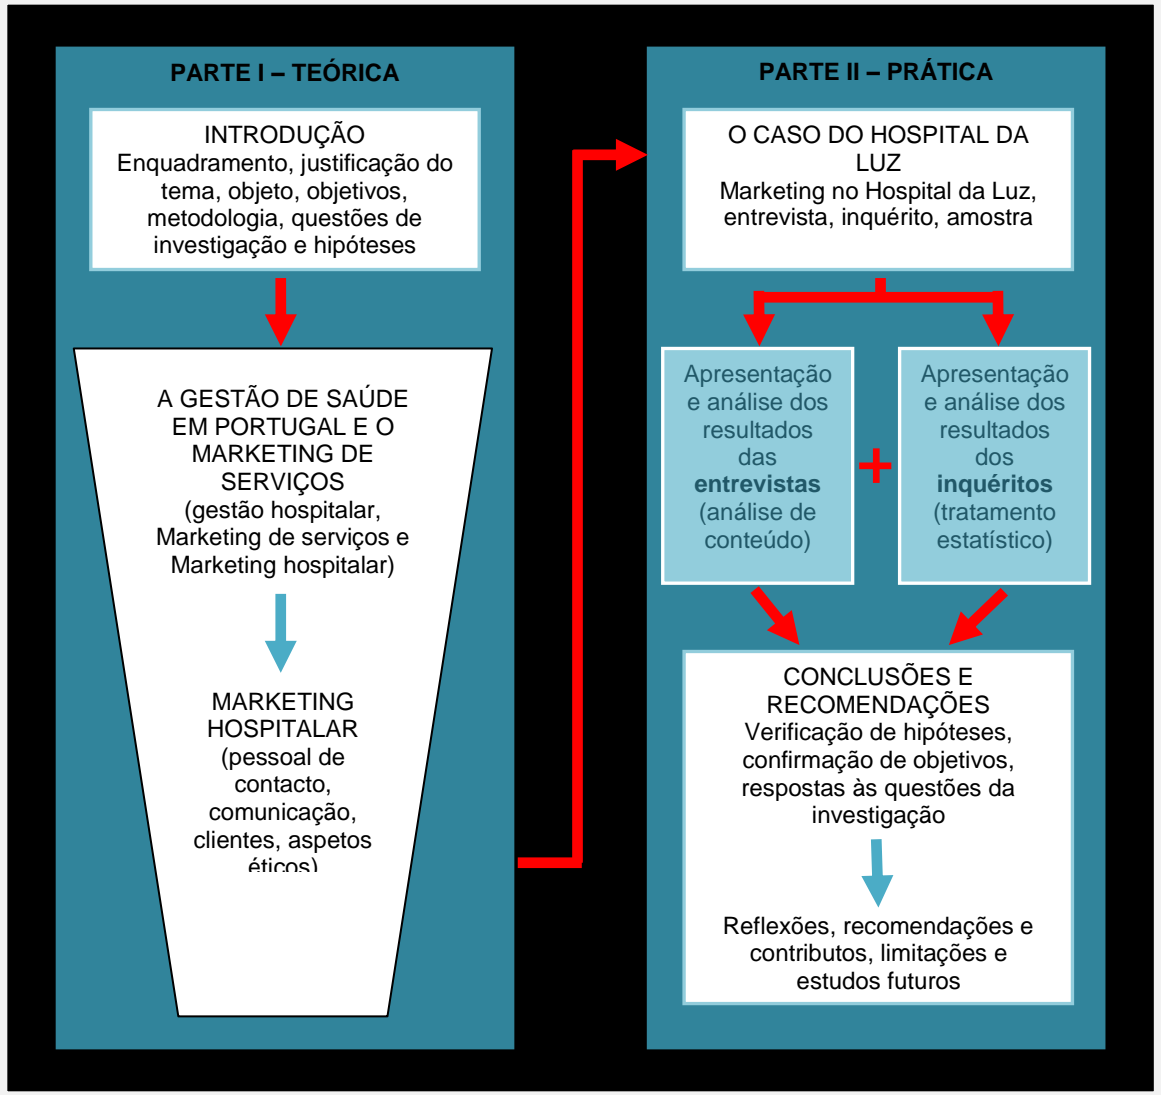 PARTE I – TEÓRICA
INTRODUÇÃO
Enquadramento, justificação do
tema, objeto, objetivos,
metodologia, questões de
investigação e hipóteses
A GESTÃO DE SAÚDE
EM PORTUGAL E O
MARKETING DE
SERVIÇOS
(gestão hospitalar,
Marketing de serviços e
Marketing hospitalar)
MARKETING
HOSPITALAR
(pessoal de
contacto,
comunicação,
clientes, aspetos
éticos)
PARTE II – PRÁTICA
O CASO DO HOSPITAL DA
LUZ
Marketing no Hospital da Luz,
entrevista, inquérito, amostra
Apresentação
e análise dos
resultados
das
entrevistas
(análise de
conteúdo)
+
Apresentação
e análise dos
resultados
dos
inquéritos
(tratamento
estatístico)
CONCLUSÕES E
RECOMENDAÇÕES
Verificação de hipóteses,
confirmação de objetivos,
respostas às questões da
investigação
Reflexões, recomendações e
contributos, limitações e
estudos futuros